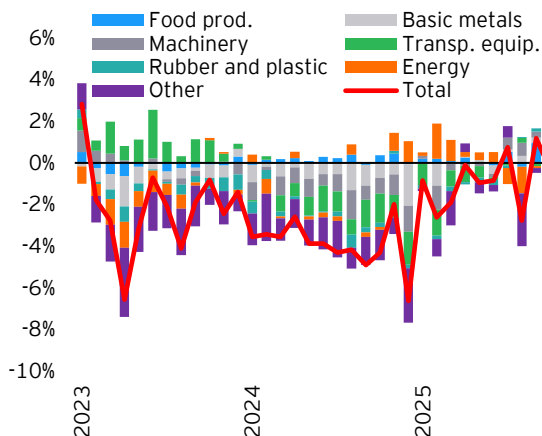 Food prod. Basic metals
Machinery Transp. equip.
Rubber and plastic Energy
Other Total
6%
4%
2%
0%
-2%
-4%
-6%
-8%
-10%
2023 2024 2025